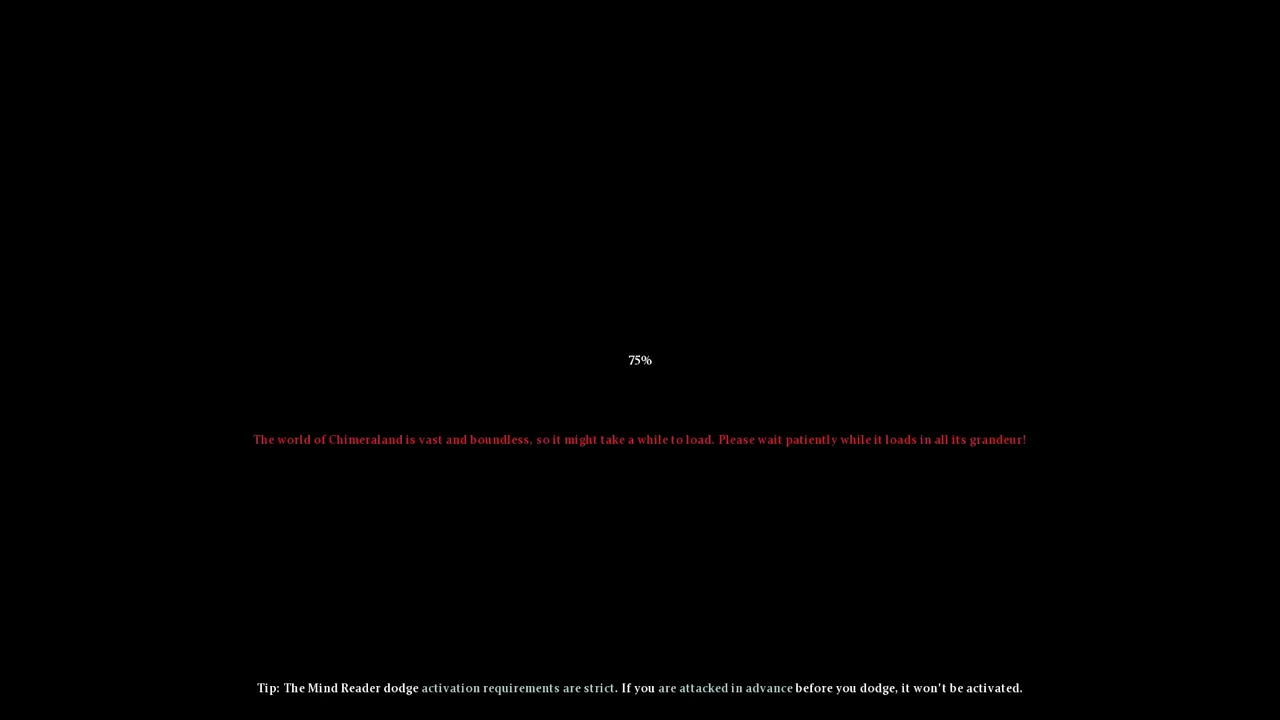 75%
The world of Chimeraland is vast and boundless, so it might take a while to load. Please wait patiently while it loads in all its grandeur!
Tip: The Mind Reader dodge activation requirements are strict. If you are attacked in advance before you dodge, it won't be activated.